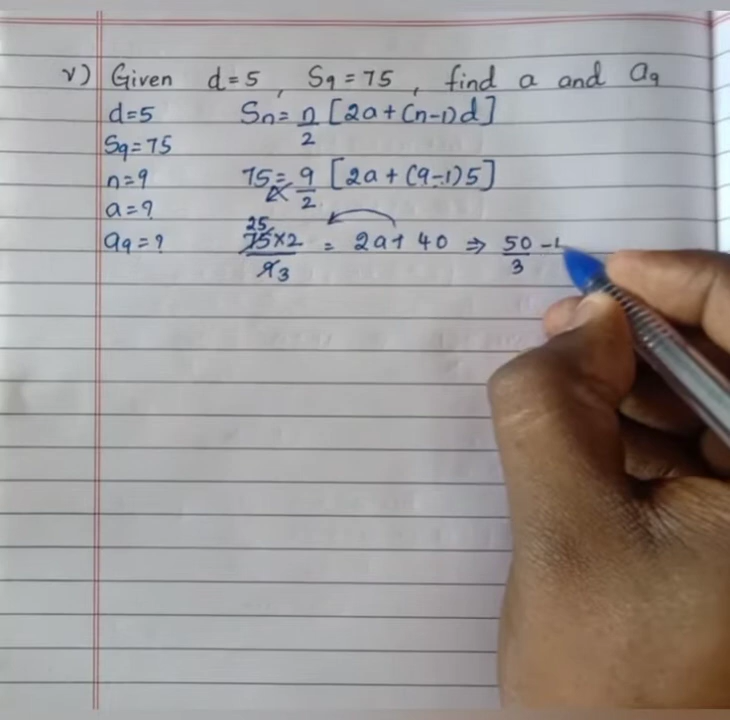 v) Given d=5, S9=75, find a and a9
d=5 Sn= n/2 [2a+(n-1)d]
S9=75
n=9 75= 9/2 [2a+(9-1)5]
a=?
a9=? 25
75×2/9 3 = 2a+ 40 ⇒ 50/3 -